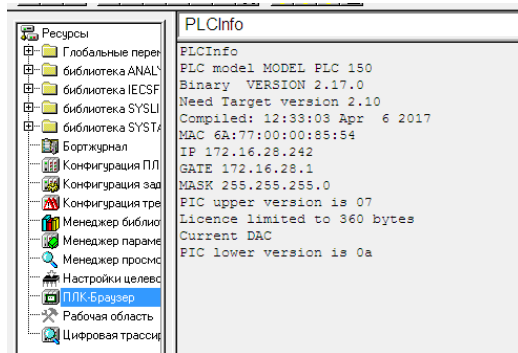 PLCInfo
Ресурсы
Глобальные перем
библиотека ANALY
библиотека IECSF
библиотека SYSLI
библиотека SYSTA
Бортжурнал
Конфигурация ПЛ
Конфигурация зад
Конфигурация тре
Менеджер библио
Менеджер параме
Менеджер просмо
Настройки целево
ПЛК-Браузер
Рабочая область
Цифровая трассир
PLCInfo
PLC model MODEL PLC 150
Binary VERSION 2.17.0
Need Target version 2.10
Compiled: 12:33:03 Apr 6 2017
MAC 6A:77:00:00:85:54
IP 172.16.28.242
GATE 172.16.28.1
MASK 255.255.255.0
PIC upper version is 07
Licence limited to 360 bytes
Current DAC
PIC lower version is 0a